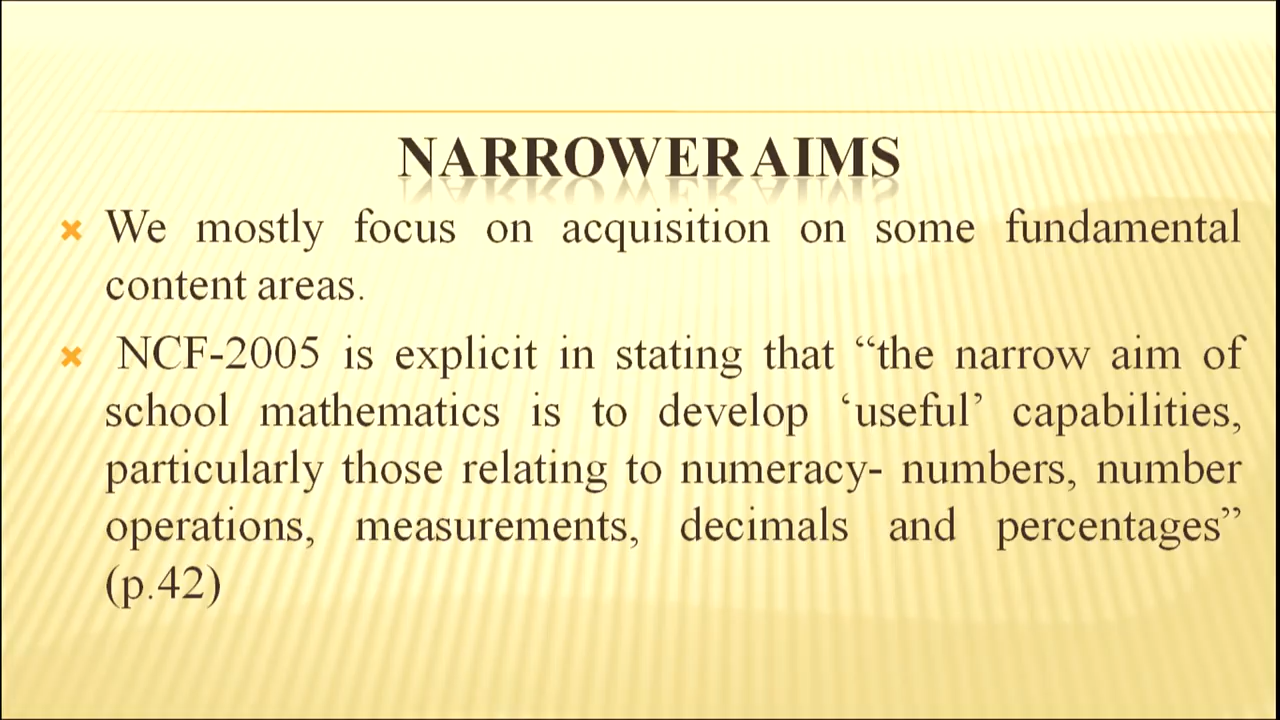 NARROWER AIMS
We mostly focus on acquisition on some fundamental
content areas.
NCF-2005 is explicit in stating that “the narrow aim of
school mathematics is to develop ‘useful’ capabilities,
particularly those relating to numeracy- numbers, number
operations, measurements, decimals and percentages”
(p.42)